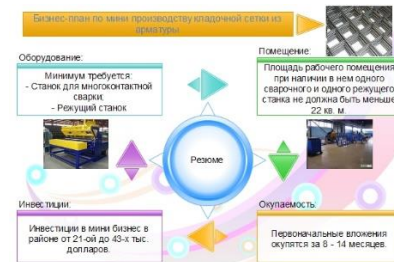 Бизнес-план по мини производству кладочной сетки из
арматуры
Оборудование:
Минимум требуется:
- Станок для многоконтактной
сварки;
- Режущий станок
Помещение:
Площадь рабочего помещения
при наличии в нем одного
сварочного и одного режущего
станка не должна быть меньше
22 кв. м.
Резюме
Инвестиции:
Инвестиции в мини бизнес в
районе от 21-ой до 43-х тыс.
долларов.
Окупаемость:
Первоначальные вложения
окупятся за 8 - 14 месяцев.